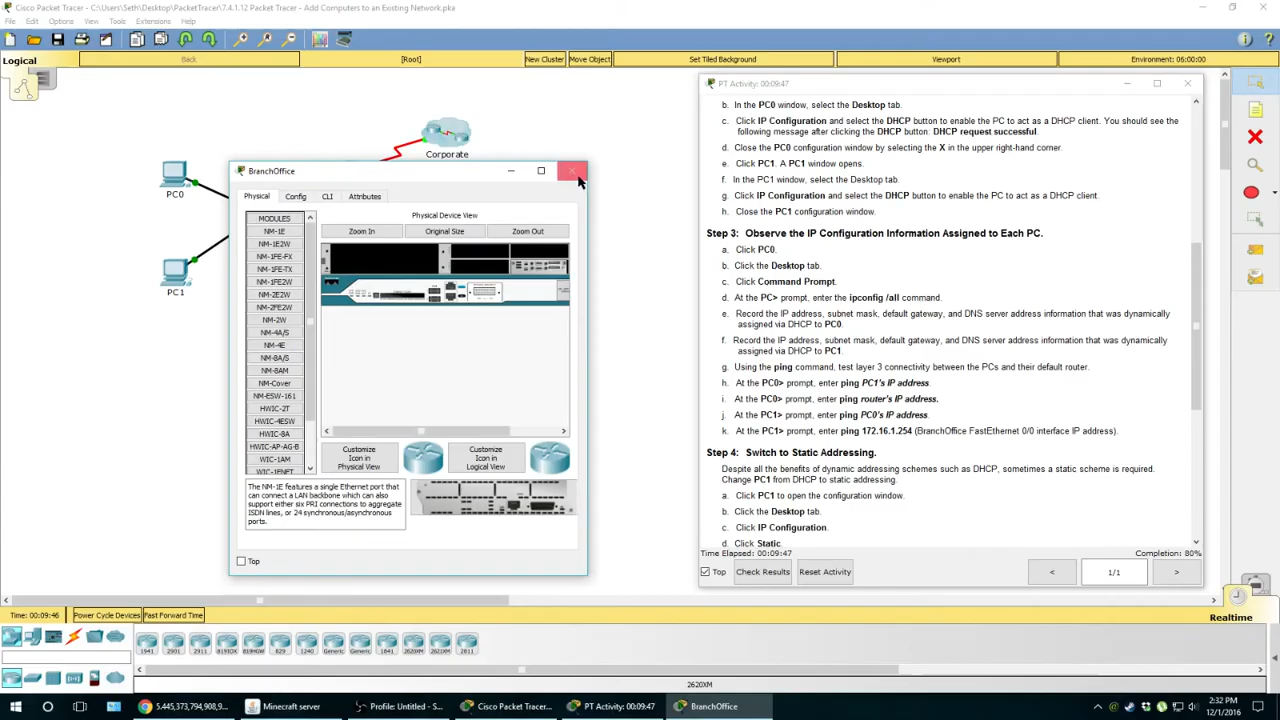 Cisco Packet Tracer - C:\Users\Seth\Desktop\PacketTracer\7.4.1.12 Packet Tracer - Add Computers to an Existing Network.pka
File Edit Options View Tools Extensions Help
Logical Back [Root] New Cluster Move Object Set Tiled Background Viewport Environment: 06:00:00
PC0
PC1
Corporate
BranchOffice
Physical Config CLI Attributes
MODULES
NM-1E
NM-1E2W
NM-1FE-FX
NM-1FE-TX
NM-1FE2W
NM-2E2W
NM-2FE2W
NM-2W
NM-4A/S
NM-4E
NM-8A/S
NM-8AM
NM-Cover
NM-ESW-161
HWIC-2T
HWIC-4ESW
HWIC-8A
HWIC-AP-AG-B
WIC-1AM
WIC-1ENET
Physical Device View
Zoom In Original Size Zoom Out
Customize
Icon in
Physical View
Customize
Icon in
Logical View
The NM-1E features a single Ethernet port that
can connect a LAN backbone which can also
support either six PRI connections to aggregate
ISDN lines, or 24 synchronous/asynchronous
ports.
Top
PT Activity: 00:09:47
b. In the PC0 window, select the Desktop tab.
c. Click IP Configuration and select the DHCP button to enable the PC to act as a DHCP client. You should see the
following message after clicking the DHCP button: DHCP request successful.
d. Close the PC0 configuration window by selecting the X in the upper right-hand corner.
e. Click PC1. A PC1 window opens.
f. In the PC1 window, select the Desktop tab.
g. Click IP Configuration and select the DHCP button to enable the PC to act as a DHCP client.
h. Close the PC1 configuration window.
Step 3: Observe the IP Configuration Information Assigned to Each PC.
a. Click PC0.
b. Click the Desktop tab.
c. Click Command Prompt.
d. At the PC> prompt, enter the ipconfig /all command.
e. Record the IP address, subnet mask, default gateway, and DNS server address information that was dynamically
assigned via DHCP to PC0.
f. Record the IP address, subnet mask, default gateway, and DNS server address information that was dynamically
assigned via DHCP to PC1.
g. Using the ping command, test layer 3 connectivity between the PCs and their default router.
h. At the PC0> prompt, enter ping PC1's IP address.
i. At the PC0> prompt, enter ping router's IP address.
j. At the PC1> prompt, enter ping PC0's IP address.
k. At the PC1> prompt, enter ping 172.16.1.254 (BranchOffice FastEthernet 0/0 interface IP address).
Step 4: Switch to Static Addressing.
Despite all the benefits of dynamic addressing schemes such as DHCP, sometimes a static scheme is required.
Change PC1 from DHCP to static addressing.
a. Click PC1 to open the configuration window.
b. Click the Desktop tab.
c. Click IP Configuration.
d. Click Static.
Time Elapsed: 00:09:47 Completion: 80%
Top Check Results Reset Activity < 1/1 >
Time: 00:09:46 Power Cycle Devices Fast Forward Time
Realtime
1941 2901 2911 819IOX 819HGW 829 1240 Generic Generic 1841 2620XM 2621XM 2811
2620XM
5,445,373,794,908,9... Minecraft server Profile: Untitled - S... Cisco Packet Tracer... PT Activity: 00:09:47 BranchOffice
2:32 PM
12/1/2016